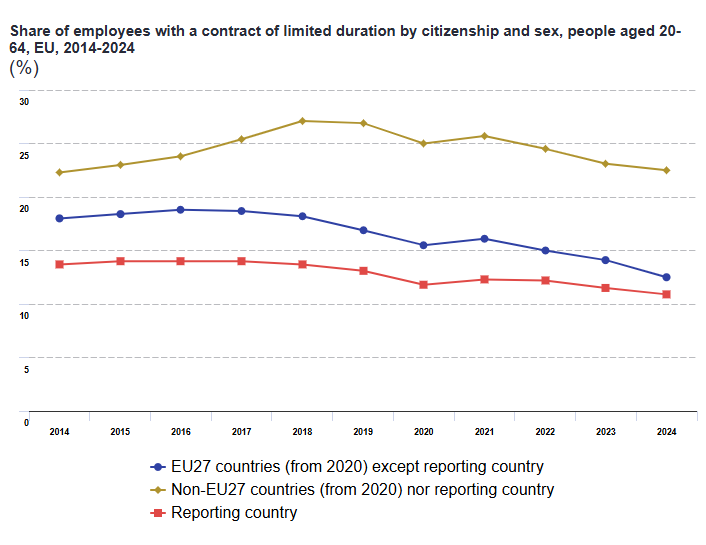 Share of employees with a contract of limited duration by citizenship and sex, people aged 20-
64, EU, 2014-2024
(%)
30
25
20
15
10
5
0
2014 2015 2016 2017 2018 2019 2020 2021 2022 2023 2024
EU27 countries (from 2020) except reporting country
Non-EU27 countries (from 2020) nor reporting country
Reporting country